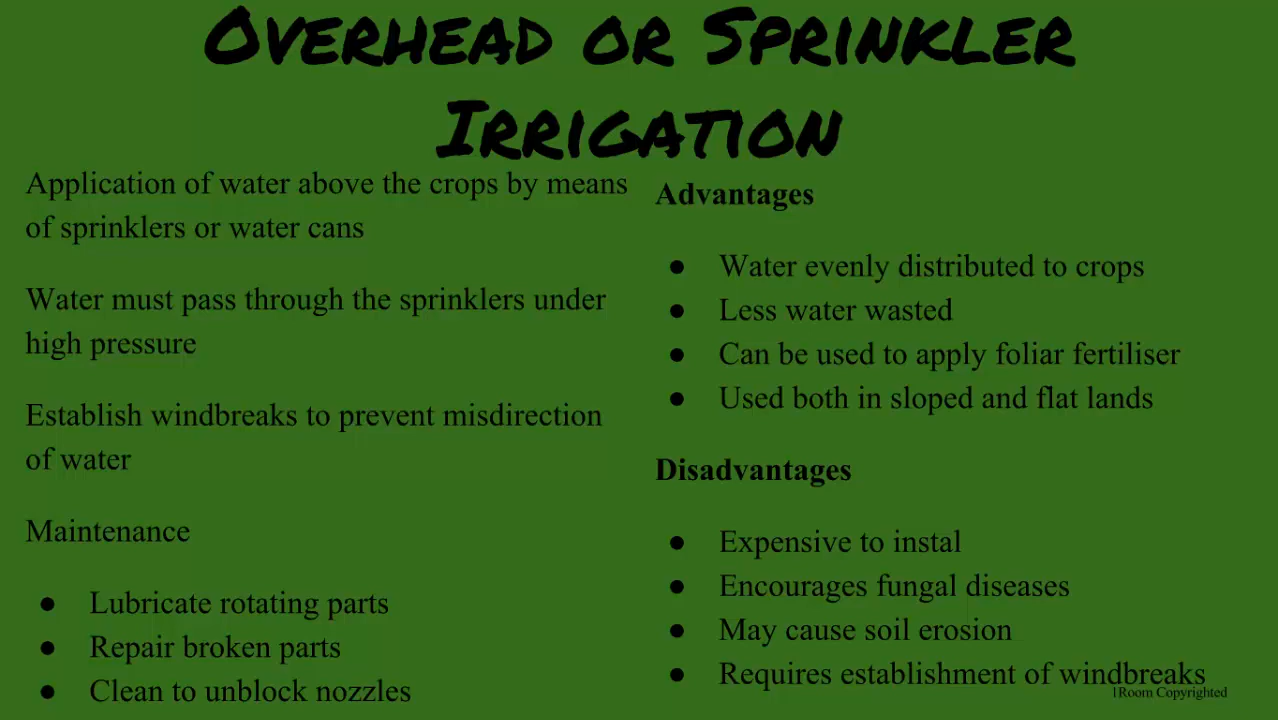 Overhead or Sprinkler
Irrigation
Application of water above the crops by means
of sprinklers or water cans
Water must pass through the sprinklers under
high pressure
Establish windbreaks to prevent misdirection
of water
Maintenance
● Lubricate rotating parts
● Repair broken parts
● Clean to unblock nozzles
Advantages
● Water evenly distributed to crops
● Less water wasted
● Can be used to apply foliar fertiliser
● Used both in sloped and flat lands
Disadvantages
● Expensive to instal
● Encourages fungal diseases
● May cause soil erosion
● Requires establishment of windbreaks
1Room Copyrighted